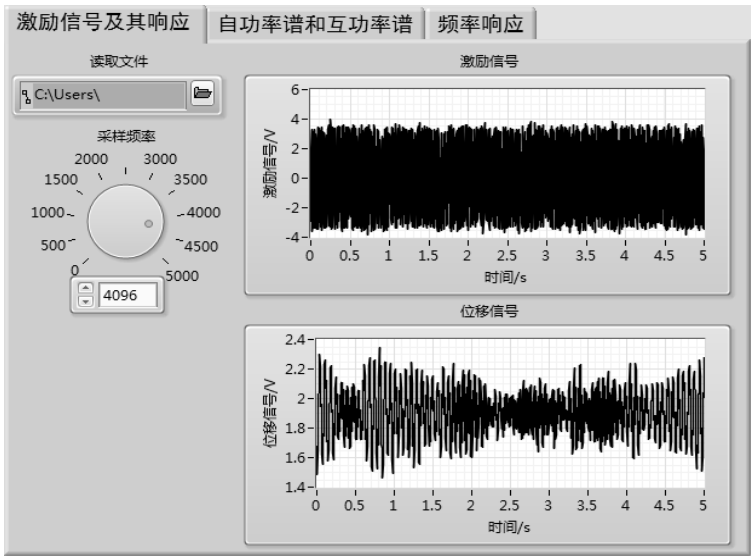 激励信号及其响应 自功率谱和互功率谱 频率响应
读取文件
C:\Users\
采样频率
2000 3000
1500 3500
1000 4000
500 4500
0 5000
4096
激励信号
激励信号/V
6
4
2
0
-2
-4
0 0.5 1 1.5 2 2.5 3 3.5 4 4.5 5
时间/s
位移信号
位移信号/V
2.4
2.2
2
1.8
1.6
1.4
0 0.5 1 1.5 2 2.5 3 3.5 4 4.5 5
时间/s